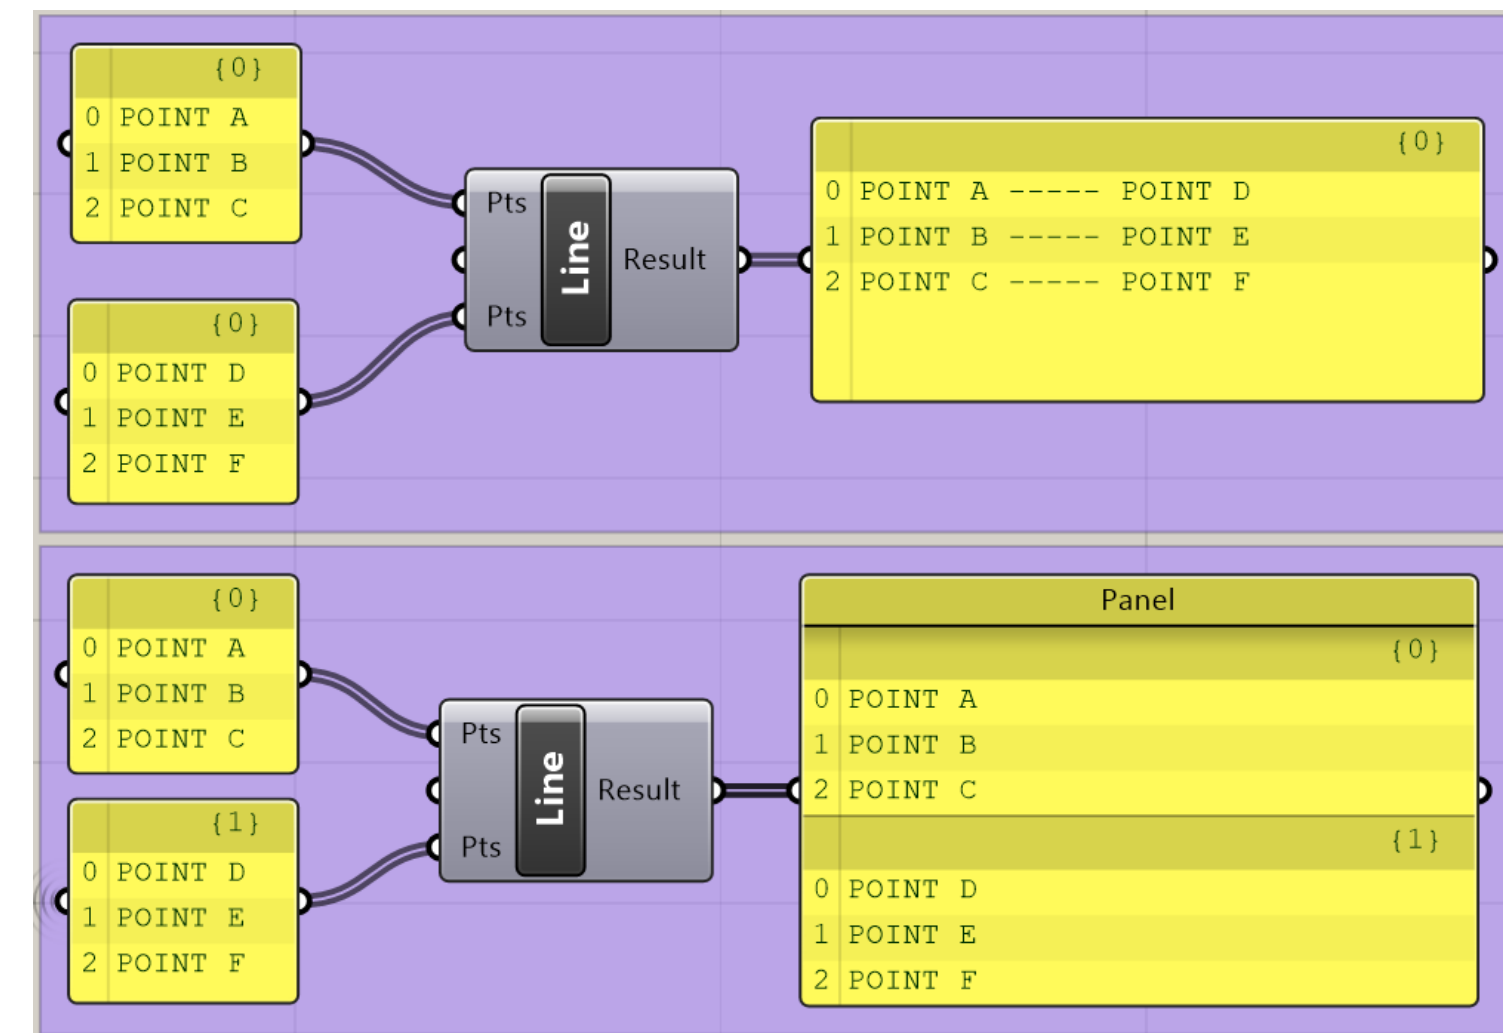 {0}
0 POINT A
1 POINT B
2 POINT C
{0}
0 POINT D
1 POINT E
2 POINT F
Pts
Pts
Line
Result
{0}
0 POINT A ----- POINT D
1 POINT B ----- POINT E
2 POINT C ----- POINT F
{0}
0 POINT A
1 POINT B
2 POINT C
{1}
0 POINT D
1 POINT E
2 POINT F
Pts
Pts
Line
Result
Panel
{0}
0 POINT A
1 POINT B
2 POINT C
{1}
0 POINT D
1 POINT E
2 POINT F